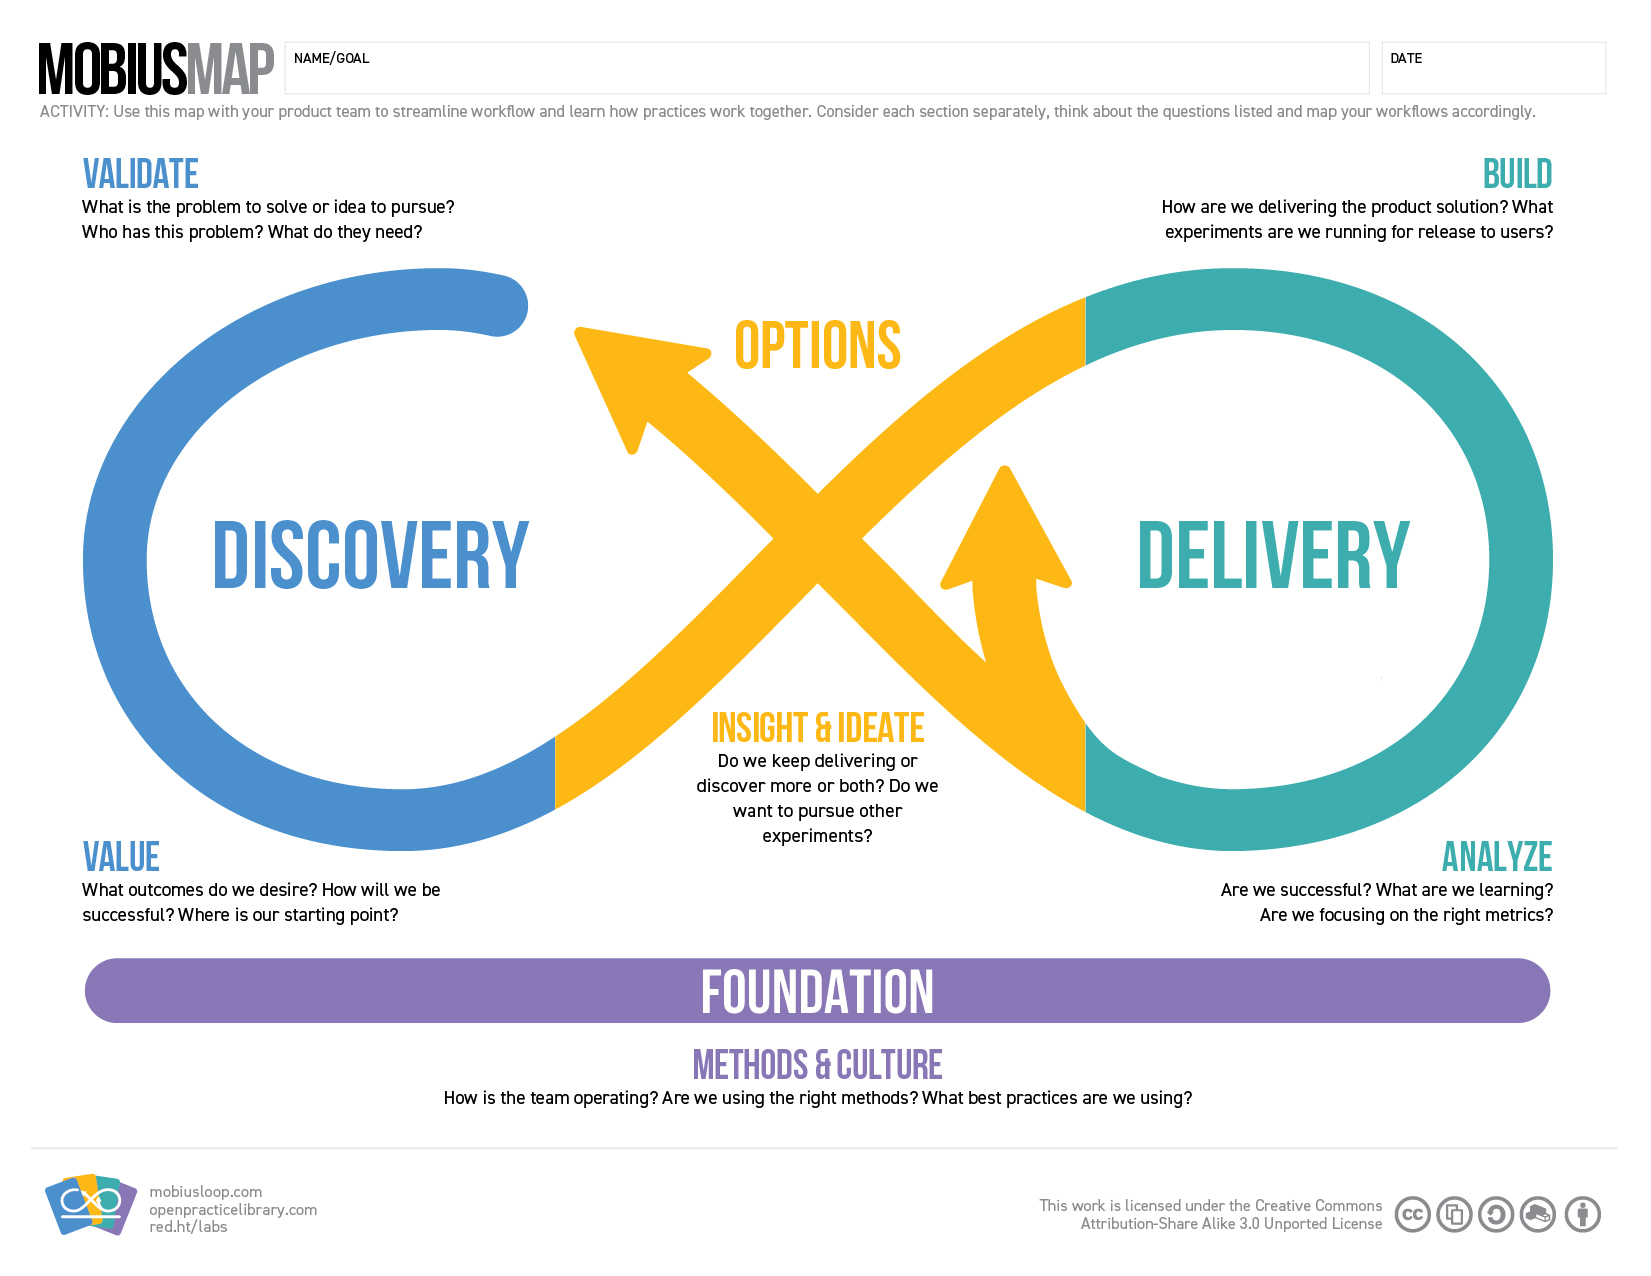 MOBIUSMAP
NAME/GOAL
DATE
ACTIVITY: Use this map with your product team to streamline workflow and learn how practices work together. Consider each section separately, think about the questions listed and map your workflows accordingly.
VALIDATE
What is the problem to solve or idea to pursue?
Who has this problem? What do they need?
BUILD
How are we delivering the product solution? What
experiments are we running for release to users?
OPTIONS
DISCOVERY
DELIVERY
INSIGHT & IDEATE
Do we keep delivering or
discover more or both? Do we
want to pursue other
experiments?
VALUE
What outcomes do we desire? How will we be
successful? Where is our starting point?
ANALYZE
Are we successful? What are we learning?
Are we focusing on the right metrics?
FOUNDATION
METHODS & CULTURE
How is the team operating? Are we using the right methods? What best practices are we using?
mobiusloop.com
openpracticelibrary.com
red.ht/labs
This work is licensed under the Creative Commons
Attribution-Share Alike 3.0 Unported License
cc